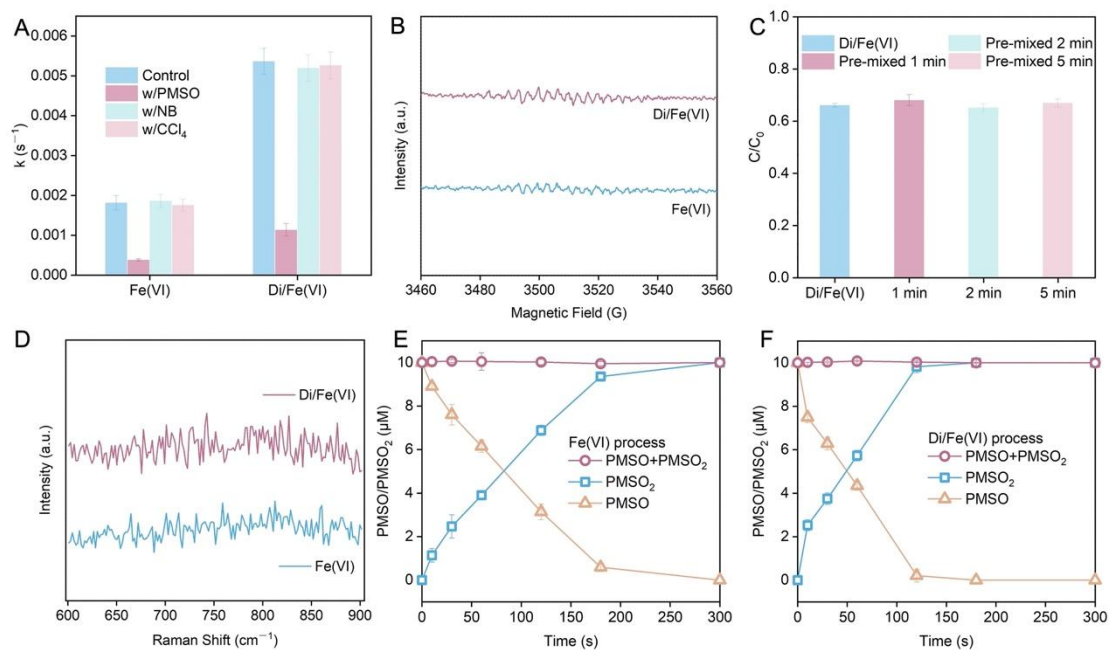 A
0.006
0.005
0.004
0.003
0.002
0.001
0.000
k (s⁻¹)
Control
w/PMSO
w/NB
w/CCl₄
Fe(VI)
Di/Fe(VI)
B
Intensity (a.u.)
Di/Fe(VI)
Fe(VI)
3460
3480
3500
3520
3540
3560
Magnetic Field (G)
C
1.0
0.8
0.6
0.4
0.2
0.0
C/C₀
Di/Fe(VI)
Pre-mixed 2 min
Pre-mixed 1 min
Pre-mixed 5 min
Di/Fe(VI)
1 min
2 min
5 min
D
Intensity (a.u.)
Di/Fe(VI)
Fe(VI)
600
650
700
750
800
850
900
Raman Shift (cm⁻¹)
E
10
8
6
4
2
0
PMSO/PMSO₂ (μM)
Fe(VI) process
PMSO+PMSO₂
PMSO₂
PMSO
0
50
100
150
200
250
300
Time (s)
F
10
8
6
4
2
0
PMSO/PMSO₂ (μM)
Di/Fe(VI) process
PMSO+PMSO₂
PMSO₂
PMSO
0
50
100
150
200
250
300
Time (s)